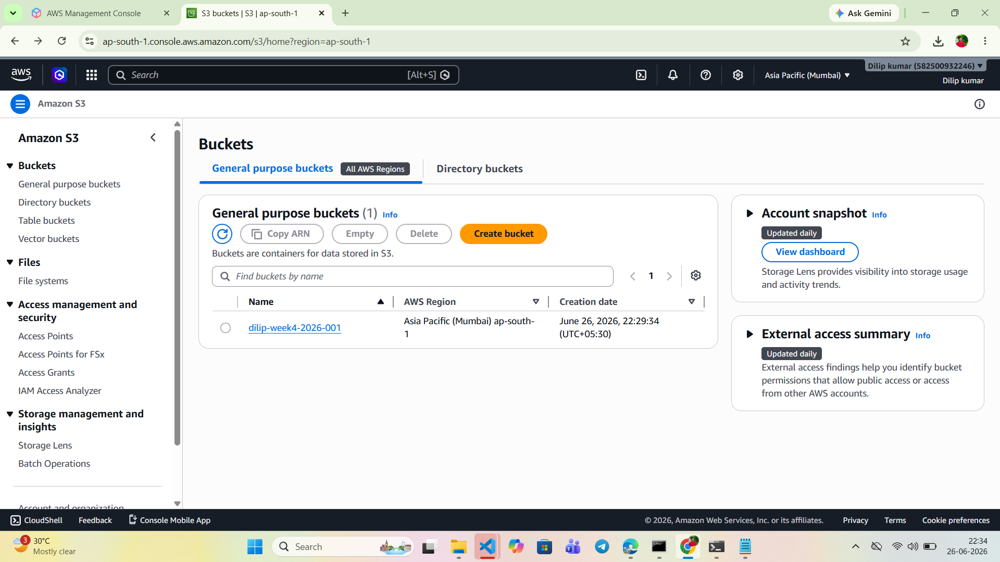 AWS Management Console
S3 buckets | S3 | ap-south-1
Ask Gemini
ap-south-1.console.aws.amazon.com/s3/home?region=ap-south-1
aws
Search
[Alt+S]
Asia Pacific (Mumbai)
Dilip kumar (582500932246)
Dilip kumar
Amazon S3
Amazon S3
Buckets
General purpose buckets
Directory buckets
Table buckets
Vector buckets
Files
File systems
Access management and
security
Access Points
Access Points for FSx
Access Grants
IAM Access Analyzer
Storage management and
insights
Storage Lens
Batch Operations
Account and organization
Buckets
General purpose buckets
All AWS Regions
Directory buckets
General purpose buckets (1) Info
Copy ARN
Empty
Delete
Create bucket
Buckets are containers for data stored in S3.
Find buckets by name
1
Name
AWS Region
Creation date
dilip-week4-2026-001
Asia Pacific (Mumbai) ap-south-
1
June 26, 2026, 22:29:34
(UTC+05:30)
Account snapshot Info
Updated daily
View dashboard
Storage Lens provides visibility into storage usage
and activity trends.
External access summary Info
Updated daily
External access findings help you identify bucket
permissions that allow public access or access
from other AWS accounts.
CloudShell
Feedback
Console Mobile App
© 2026, Amazon Web Services, Inc. or its affiliates.
Privacy
Terms
Cookie preferences
3
30°C
Mostly clear
Search
22:34
26-06-2026